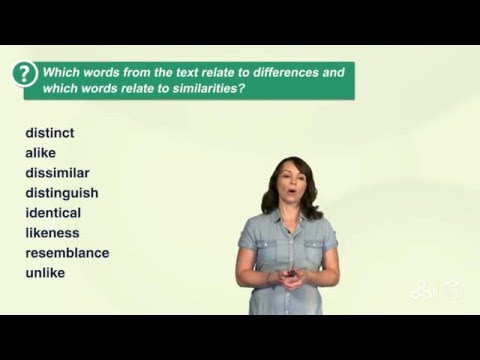 ?
Which words from the text relate to differences and
which words relate to similarities?
distinct
alike
dissimilar
distinguish
identical
likeness
resemblance
unlike